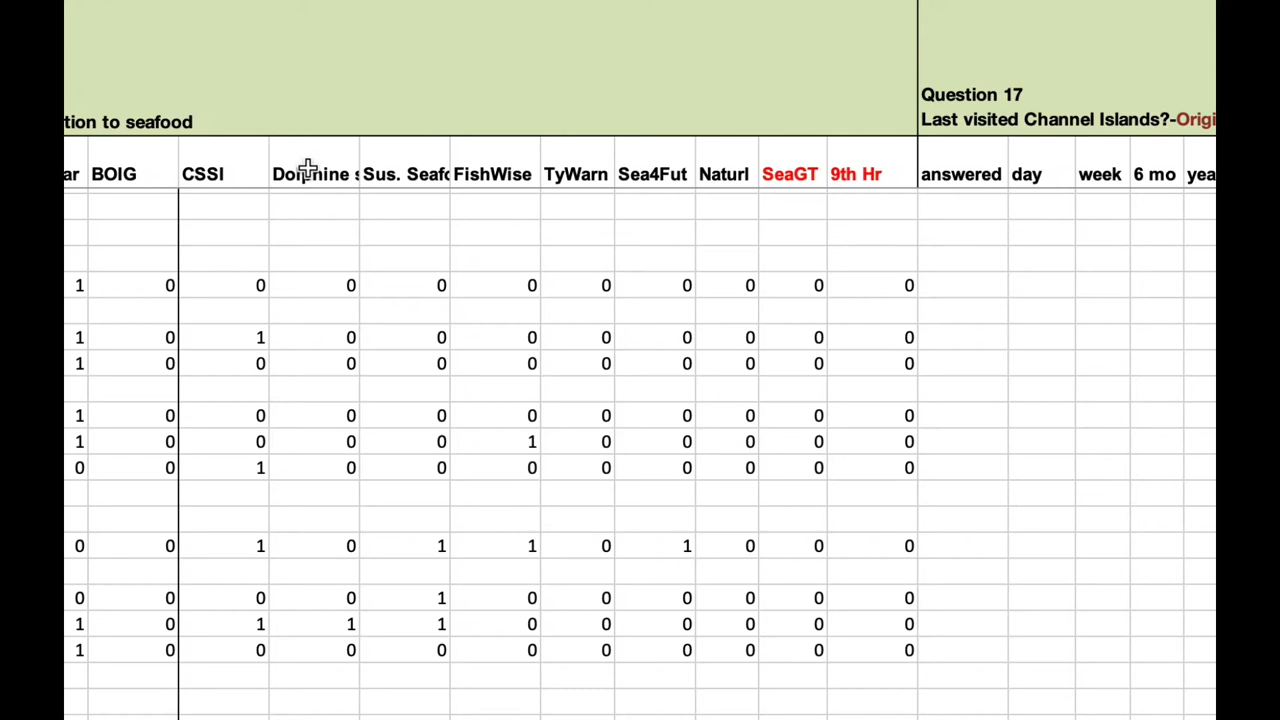 Question 17
tion to seafood Last visited Channel Islands?-Origi
ar BOIG CSSI Sus. Seafo FishWise TyWarn Sea4Fut Naturl SeaGT 9th Hr answered day week 6 mo yea
1 0 0 0 0 0 0 0 0 0 0
1 0 1 0 0 0 0 0 0 0 0
1 0 0 0 0 0 0 0 0 0 0
1 0 0 0 0 0 0 0 0 0 0
1 0 0 0 0 1 0 0 0 0 0
0 0 1 0 0 0 0 0 0 0 0
0 0 1 0 1 1 0 1 0 0 0
0 0 0 0 1 0 0 0 0 0 0
1 0 1 1 1 0 0 0 0 0 0
1 0 0 0 0 0 0 0 0 0 0